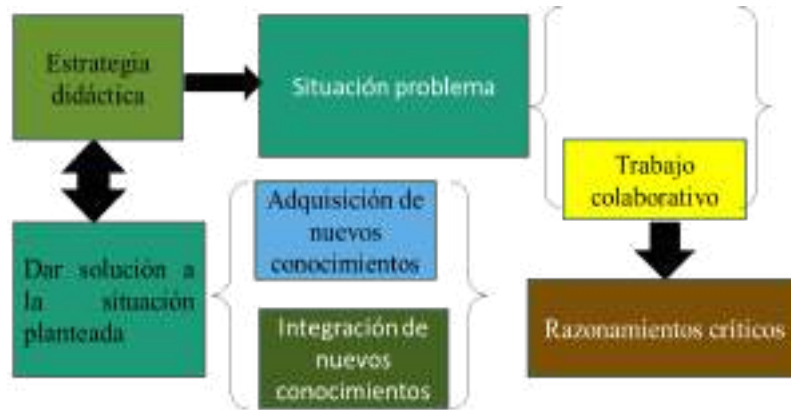 Estrategia
didáctica
Situación problema
Trabajo
colaborativo
Adquisición de
nuevos
conocimientos
Dar solución a
la situación
planteada
Integración de
nuevos
conocimientos
Razonamientos críticos